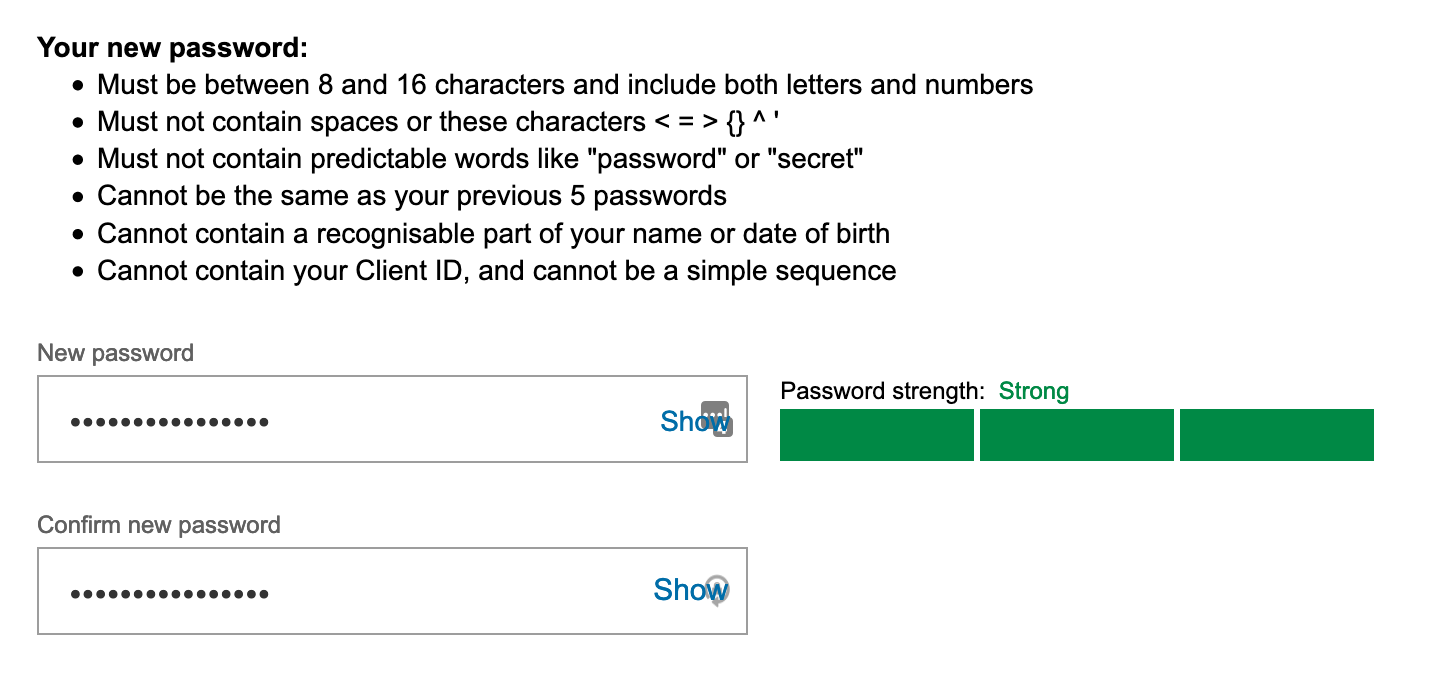 Your new password:
• Must be between 8 and 16 characters and include both letters and numbers
• Must not contain spaces or these characters < = > {} ^ '
• Must not contain predictable words like "password" or "secret"
• Cannot be the same as your previous 5 passwords
• Cannot contain a recognisable part of your name or date of birth
• Cannot contain your Client ID, and cannot be a simple sequence
New password
Password strength: Strong
•••••••••••••••• Show
Confirm new password
•••••••••••••••• Show